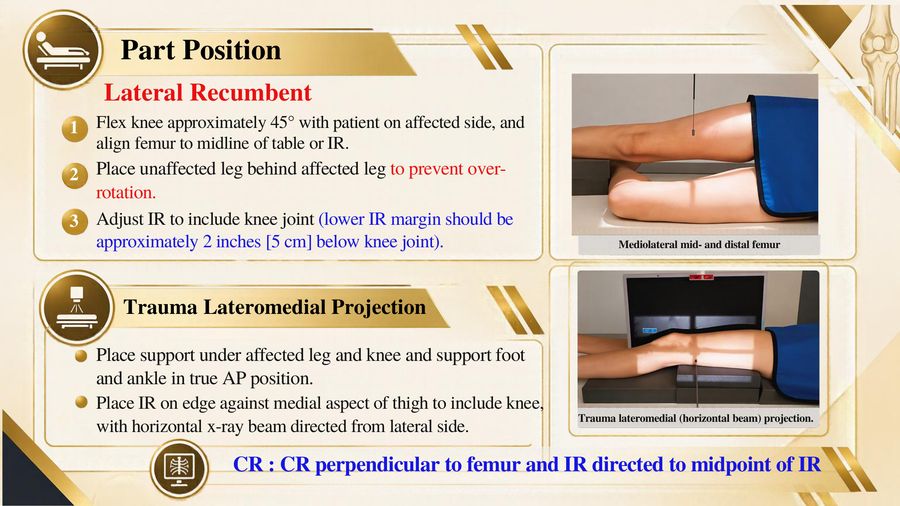 Part Position
Lateral Recumbent
1 Flex knee approximately 45° with patient on affected side, and
align femur to midline of table or IR.
2 Place unaffected leg behind affected leg to prevent over-
rotation.
3 Adjust IR to include knee joint (lower IR margin should be
approximately 2 inches [5 cm] below knee joint).
Mediolateral mid- and distal femur
Trauma Lateromedial Projection
Place support under affected leg and knee and support foot
and ankle in true AP position.
Place IR on edge against medial aspect of thigh to include knee,
with horizontal x-ray beam directed from lateral side.
Trauma lateromedial (horizontal beam) projection.
CR : CR perpendicular to femur and IR directed to midpoint of IR